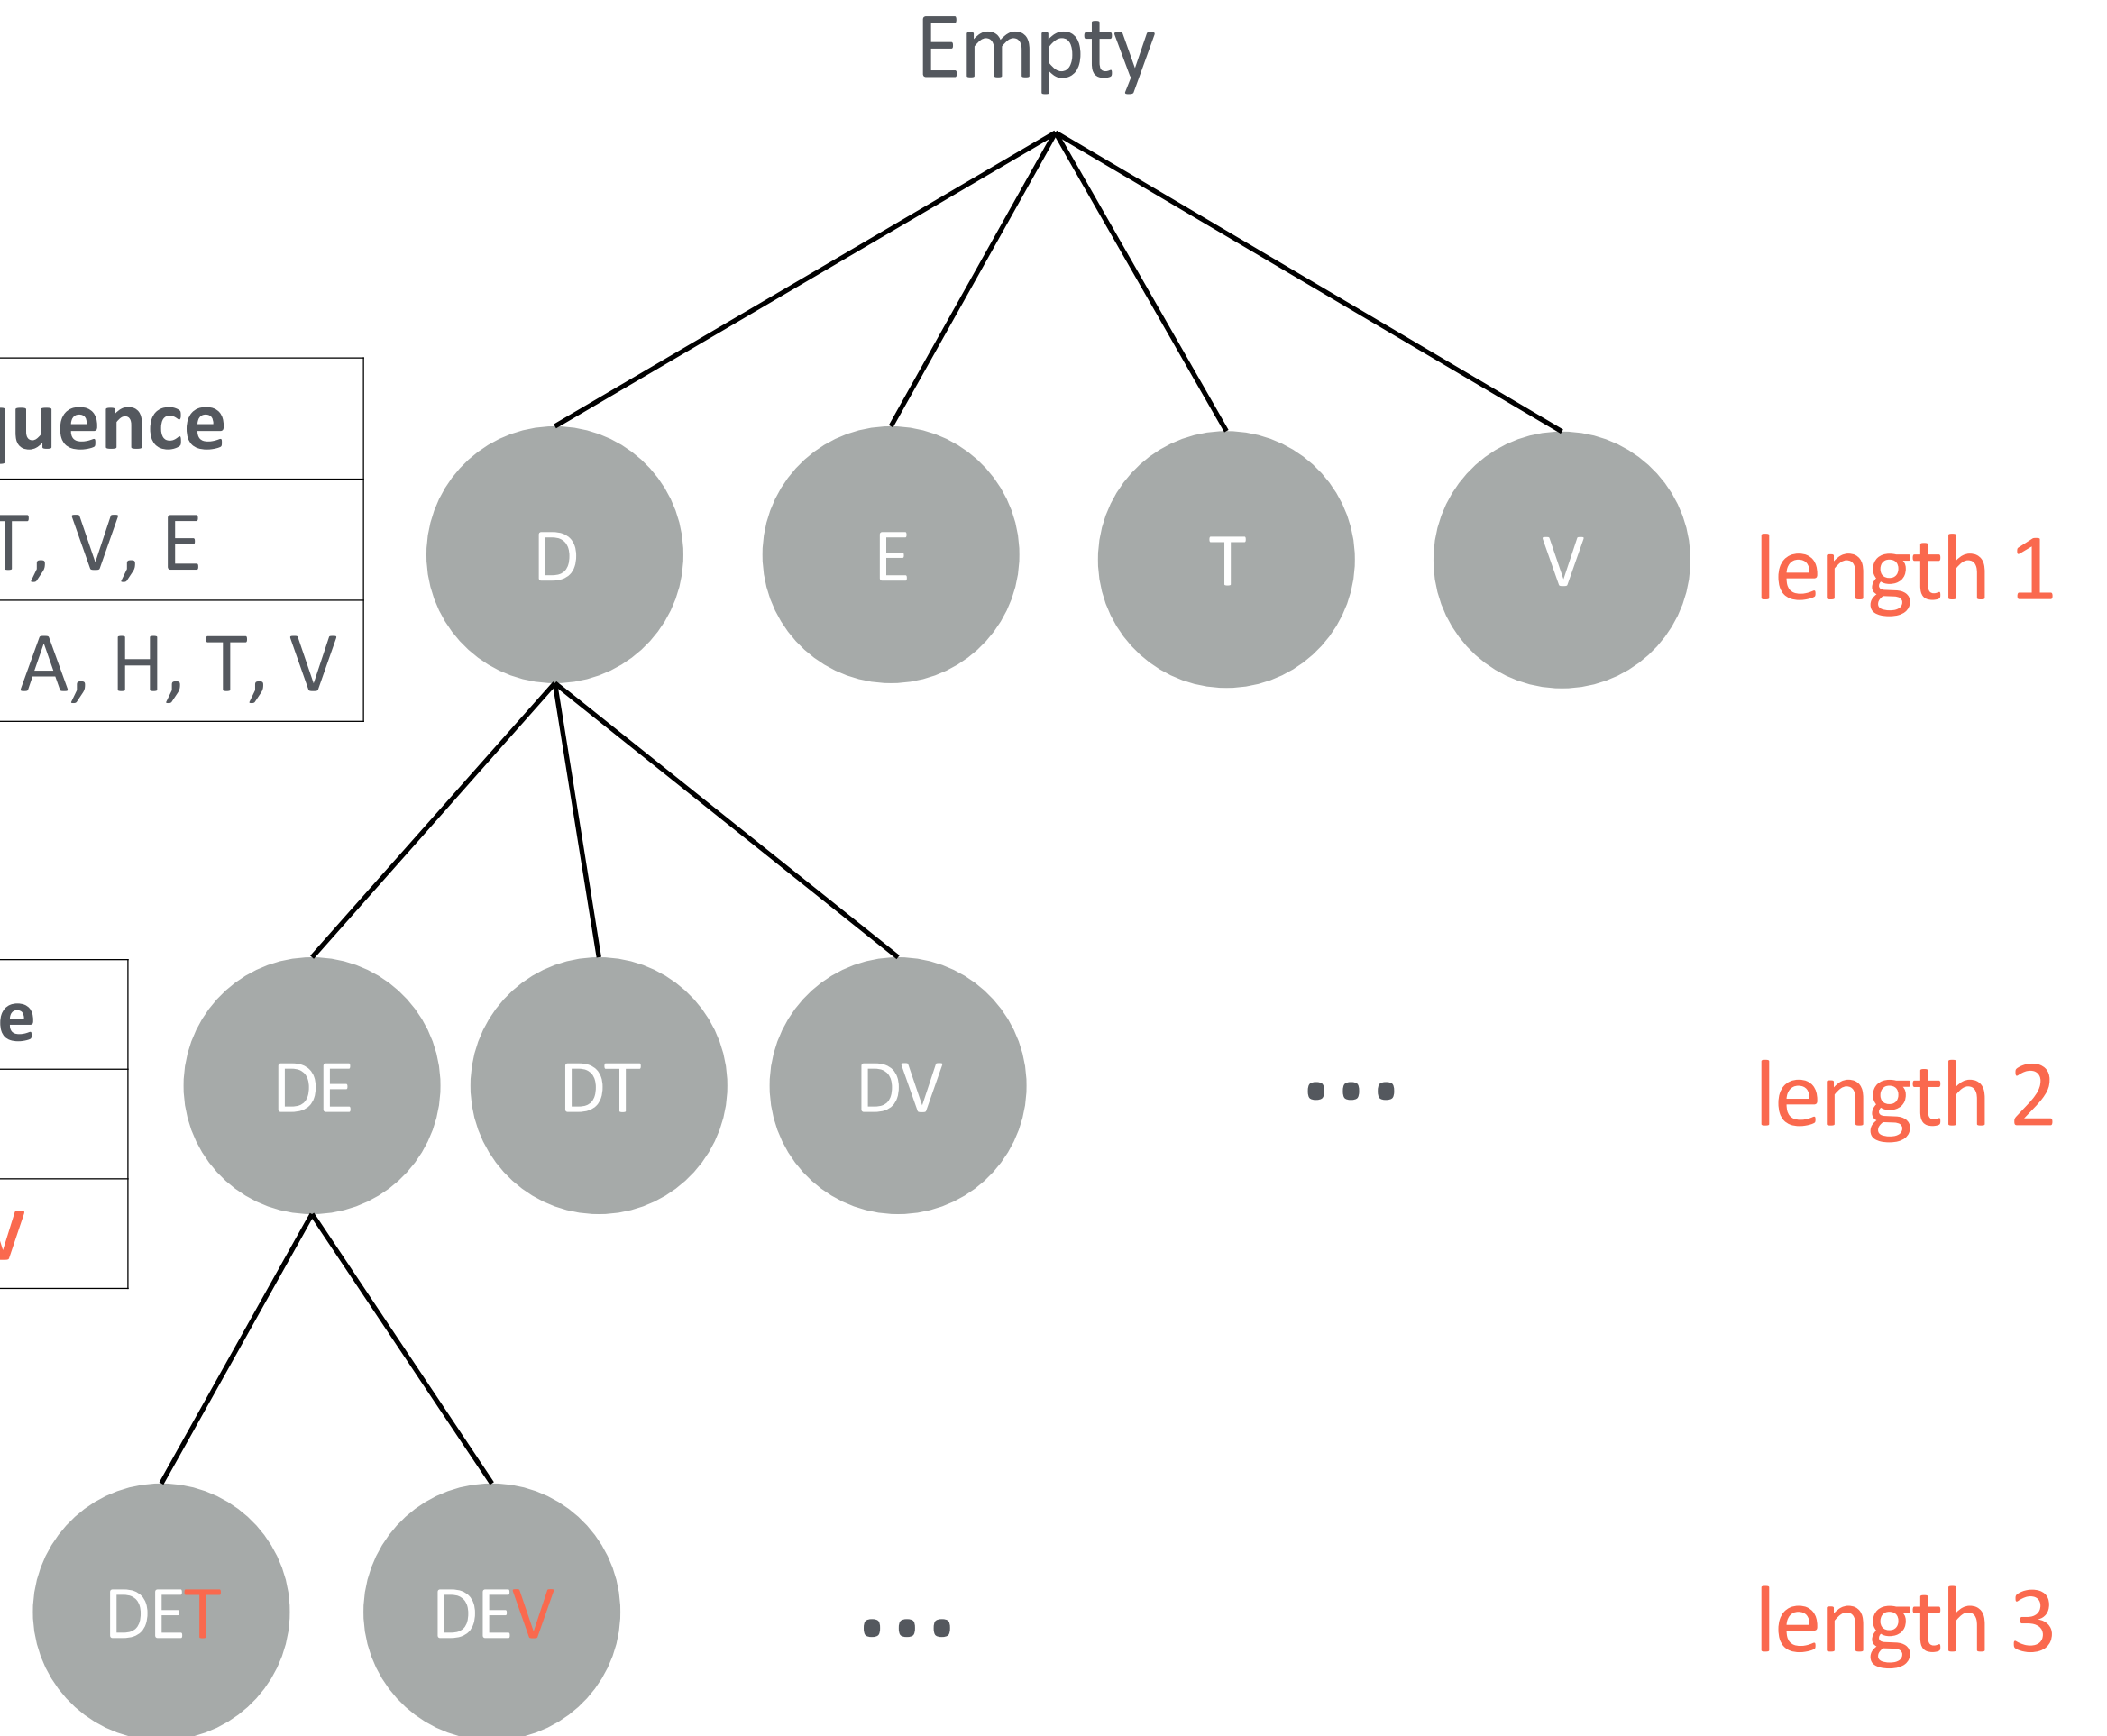 Empty
quence
T, V, E
A, H, T, V
D
E
T
V
length 1
e
V
DE
DT
DV
...
length 2
DET
DEV
...
length 3